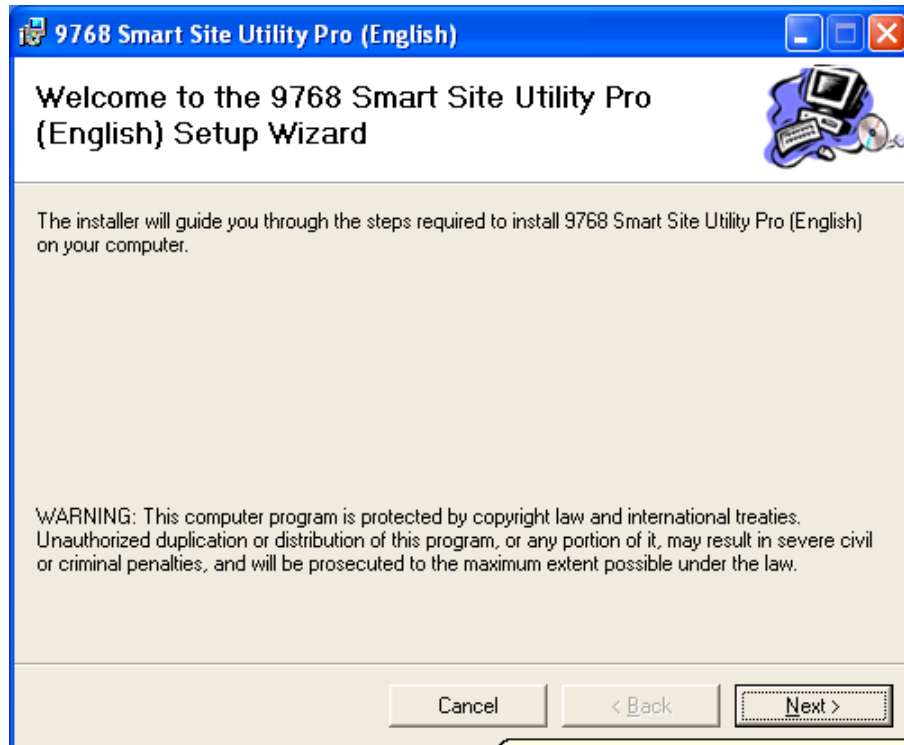 9768 Smart Site Utility Pro (English)
Welcome to the 9768 Smart Site Utility Pro
(English) Setup Wizard
The installer will guide you through the steps required to install 9768 Smart Site Utility Pro (English)
on your computer.
WARNING: This computer program is protected by copyright law and international treaties.
Unauthorized duplication or distribution of this program, or any portion of it, may result in severe civil
or criminal penalties, and will be prosecuted to the maximum extent possible under the law.
Cancel
< Back
Next >